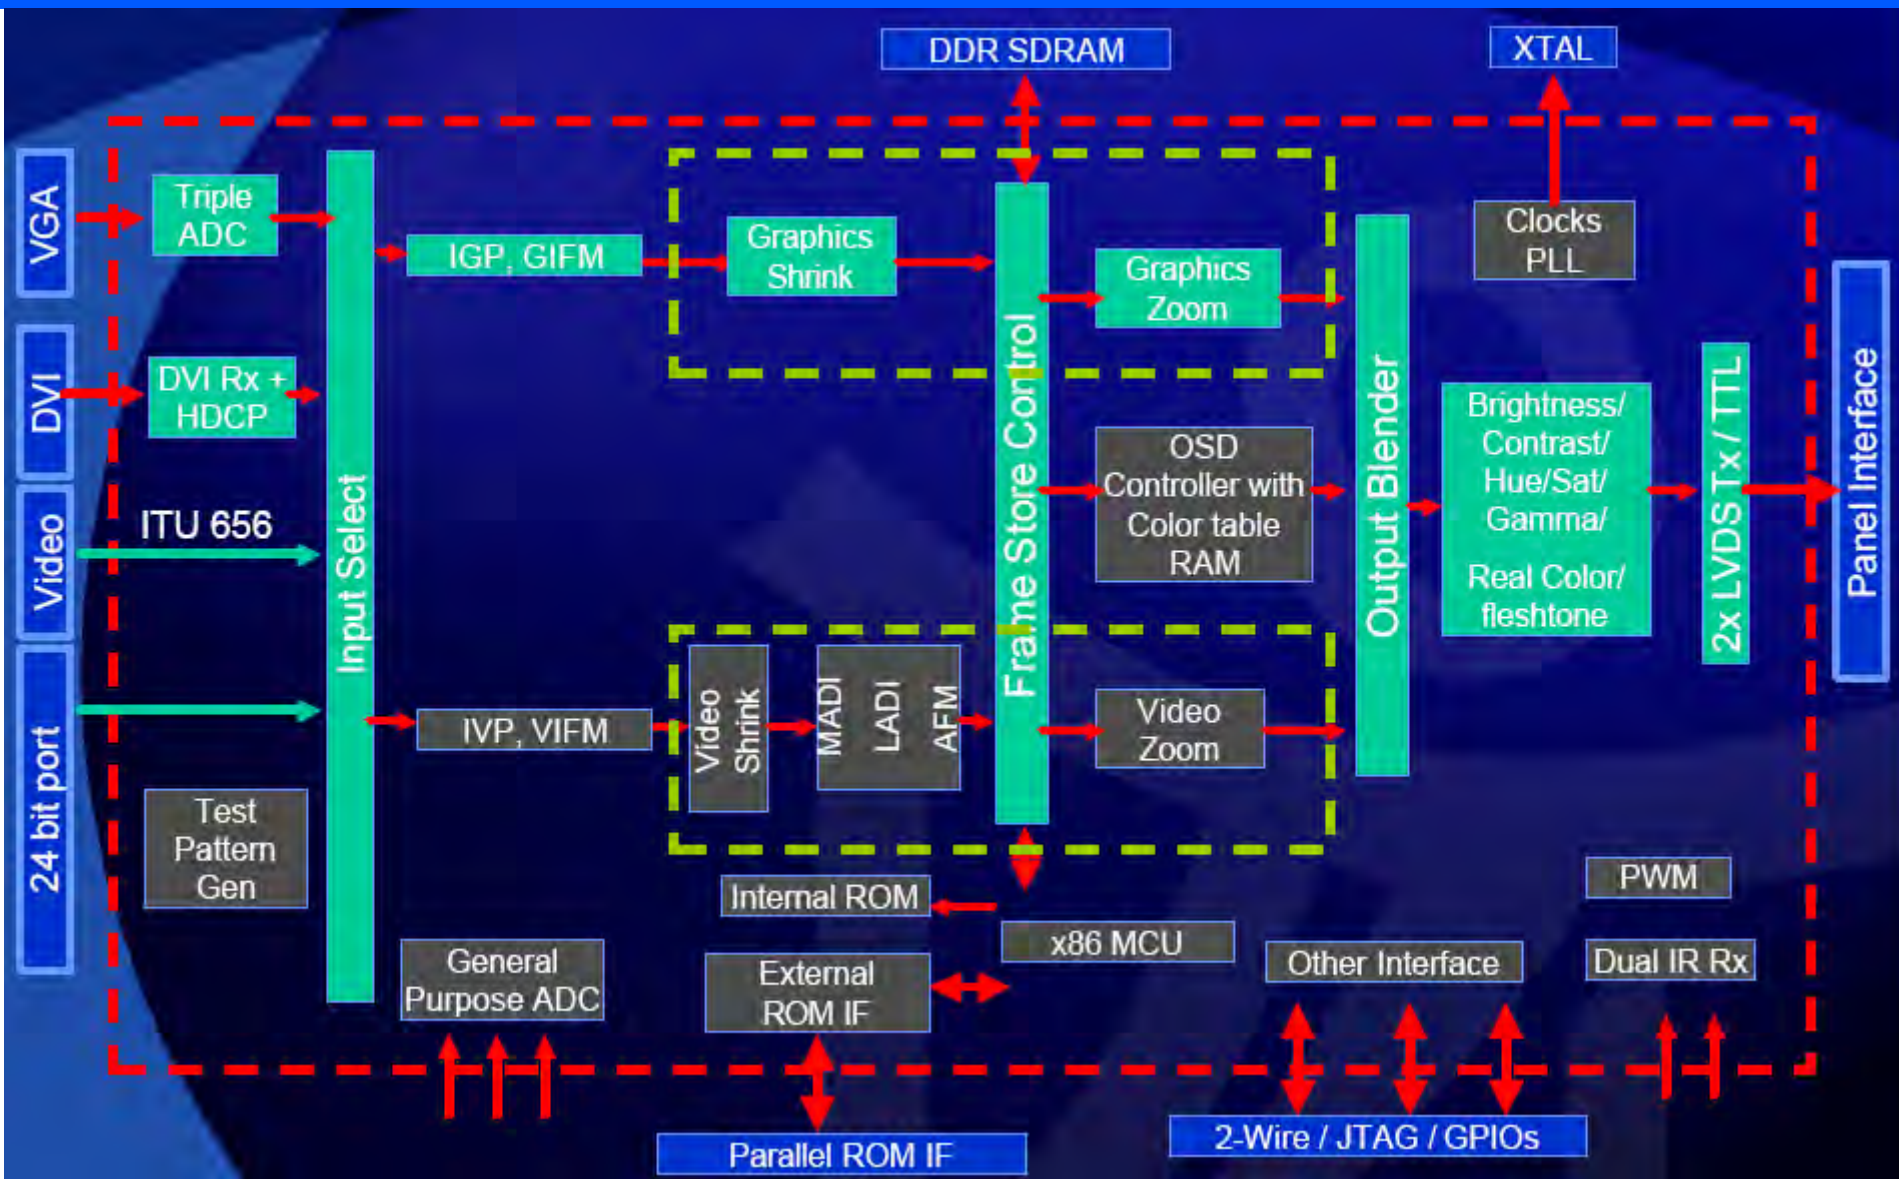 DDR SDRAM
XTAL
VGA
Triple
ADC
IGP, GIFM
Graphics
Shrink
Graphics
Zoom
Clocks
PLL
DVI
DVI Rx +
HDCP
Video
ITU 656
Input Select
Frame Store Control
OSD
Controller with
Color table
RAM
Output Blender
Brightness/
Contrast/
Hue/Sat/
Gamma/
Real Color/
fleshtone
2x LVDS Tx / TTL
Panel Interface
24 bit port
IVP, VIFM
Video
Shrink
MADI
LADI
AFM
Video
Zoom
Test
Pattern
Gen
Internal ROM
x86 MCU
PWM
General
Purpose ADC
External
ROM IF
Other Interface
Dual IR Rx
Parallel ROM IF
2-Wire / JTAG / GPIOs